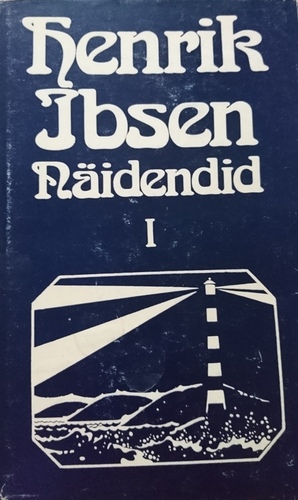 Henrik
Ibsen
Näidendid
I